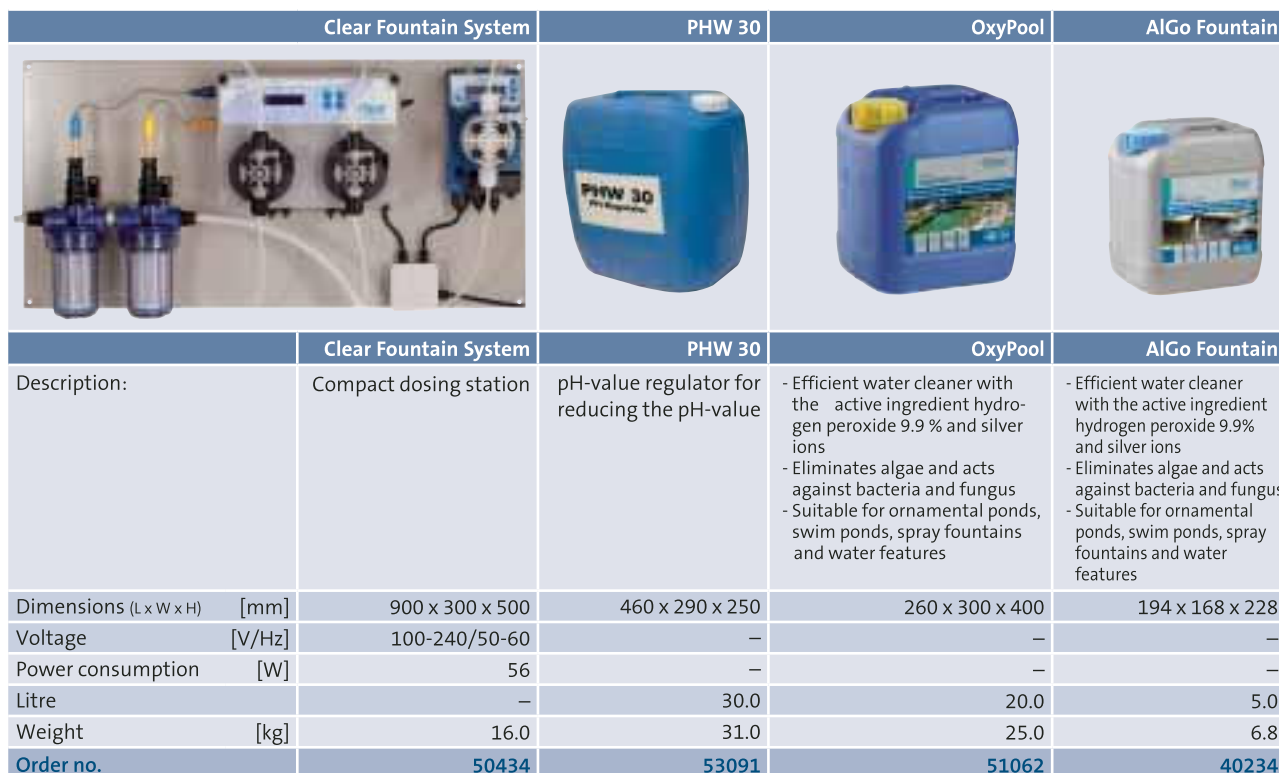 Clear Fountain System PHW 30 OxyPool AlGo Fountain
PHW 30
pH-Regulator
Clear Fountain System PHW 30 OxyPool AlGo Fountain
Description:
Compact dosing station
pH-value regulator for
reducing the pH-value
- Efficient water cleaner with
the active ingredient hydro-
gen peroxide 9.9 % and silver
ions
- Eliminates algae and acts
against bacteria and fungus
- Suitable for ornamental ponds,
swim ponds, spray fountains
and water features
- Efficient water cleaner
with the active ingredient
hydrogen peroxide 9.9%
and silver ions
- Eliminates algae and acts
against bacteria and fungus
- Suitable for ornamental
ponds, swim ponds, spray
fountains and water
features
Dimensions (L x W x H) [mm] 900 x 300 x 500 460 x 290 x 250 260 x 300 x 400 194 x 168 x 228
Voltage [V/Hz] 100-240/50-60 – – –
Power consumption [W] 56 – – –
Litre – 30.0 20.0 5.0
Weight [kg] 16.0 31.0 25.0 6.8
Order no. 50434 53091 51062 40234